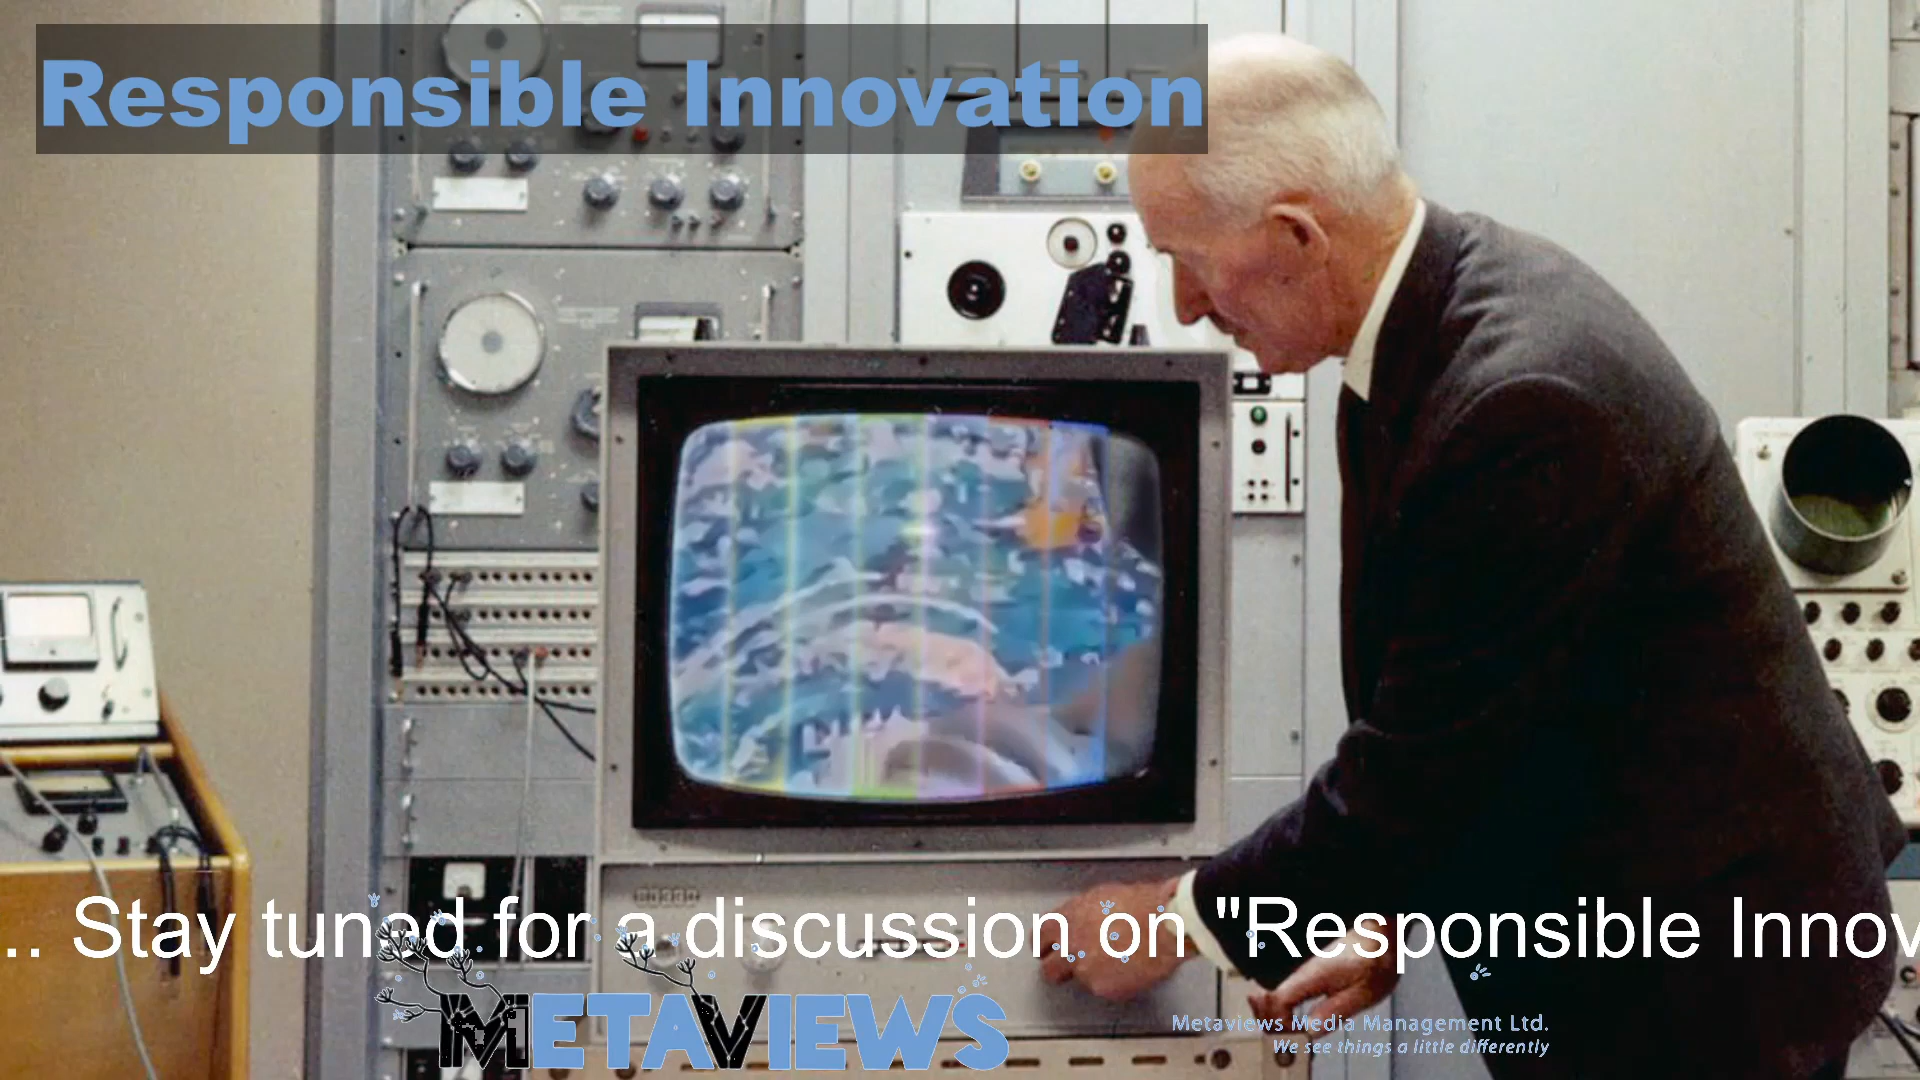 Responsible Innovation
.. Stay tuned for a discussion on "Responsible Innov
METAVIEWS
Metaviews Media Management Ltd.
We see things a little differently